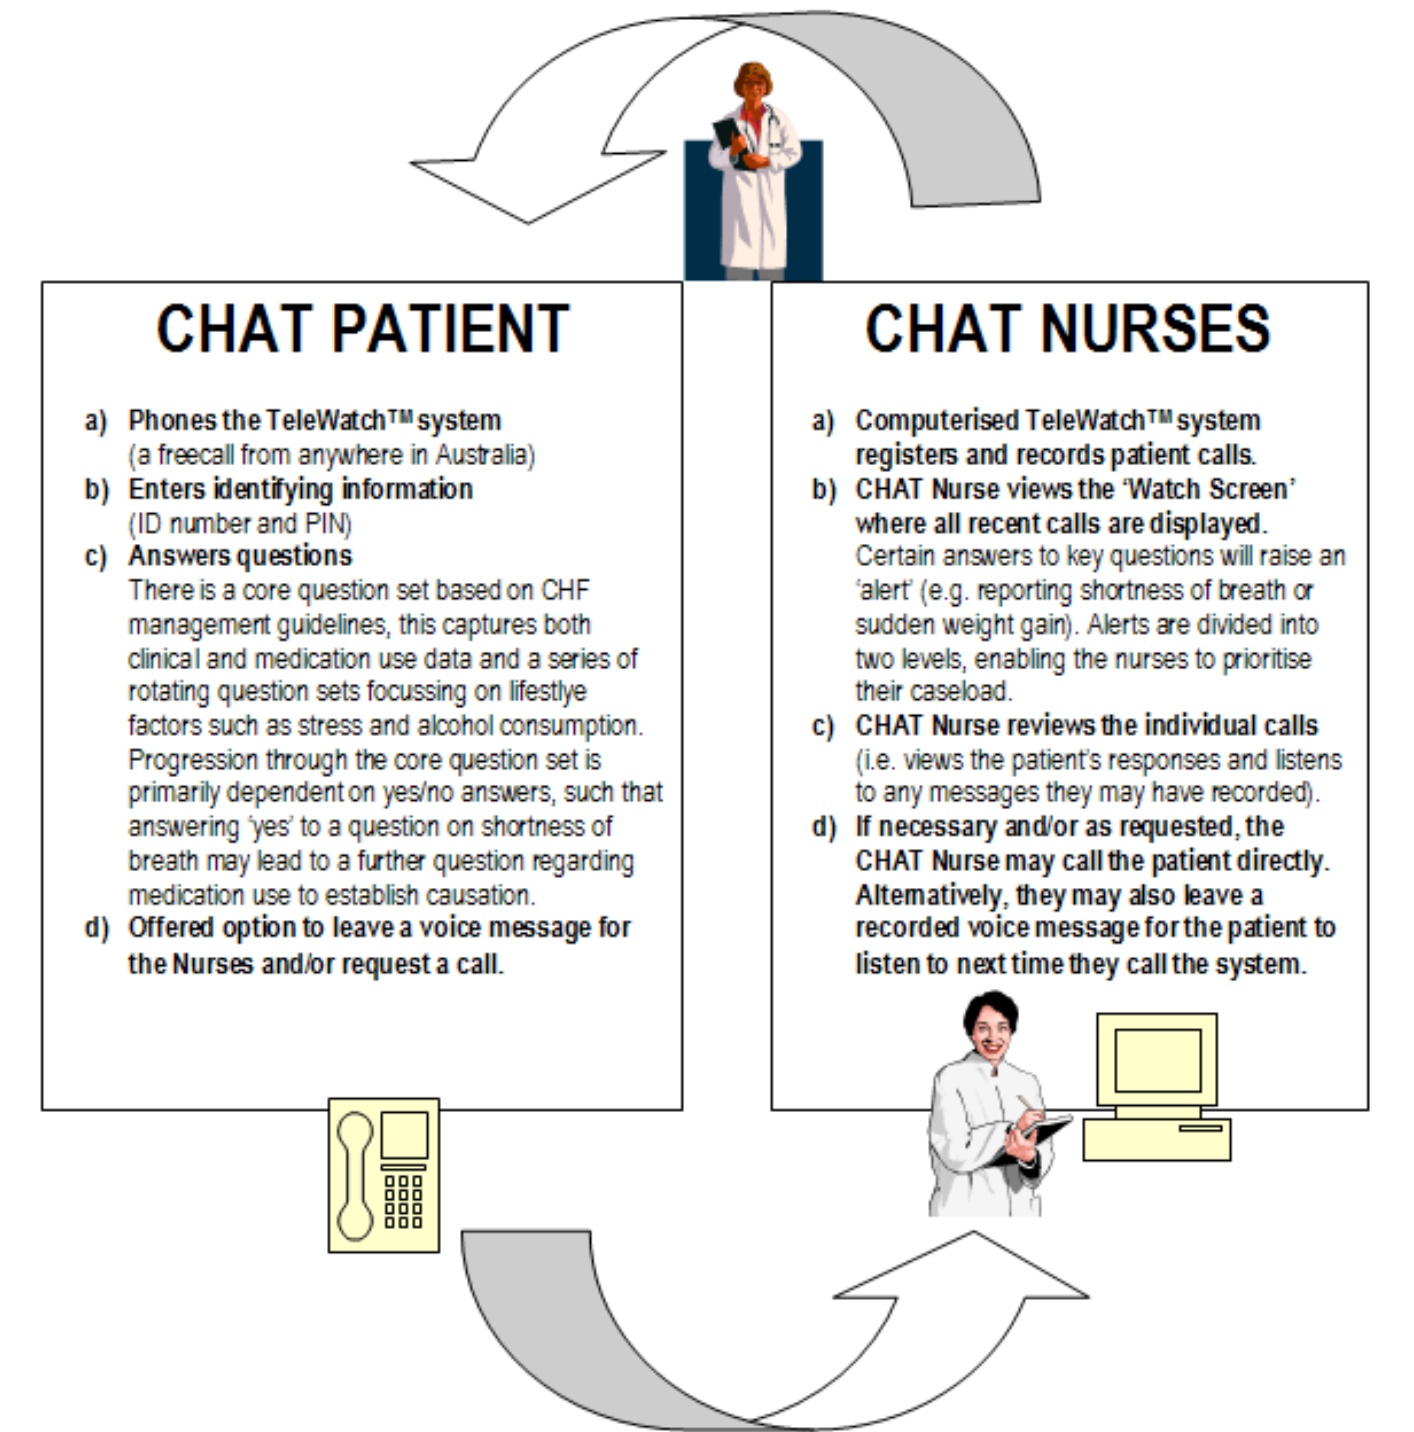 CHAT PATIENT
a) Phones the TeleWatch™ system
(a freecall from anywhere in Australia)
b) Enters identifying information
(ID number and PIN)
c) Answers questions
There is a core question set based on CHF
management guidelines, this captures both
clinical and medication use data and a series of
rotating question sets focussing on lifestlye
factors such as stress and alcohol consumption.
Progression through the core question set is
primarily dependent on yes/no answers, such that
answering ‘yes’ to a question on shortness of
breath may lead to a further question regarding
medication use to establish causation.
d) Offered option to leave a voice message for
the Nurses and/or request a call.
CHAT NURSES
a) Computerised TeleWatch™ system
registers and records patient calls.
b) CHAT Nurse views the ‘Watch Screen’
where all recent calls are displayed.
Certain answers to key questions will raise an
‘alert’ (e.g. reporting shortness of breath or
sudden weight gain). Alerts are divided into
two levels, enabling the nurses to prioritise
their caseload.
c) CHAT Nurse reviews the individual calls
(i.e. views the patient’s responses and listens
to any messages they may have recorded).
d) If necessary and/or as requested, the
CHAT Nurse may call the patient directly.
Alternatively, they may also leave a
recorded voice message for the patient to
listen to next time they call the system.